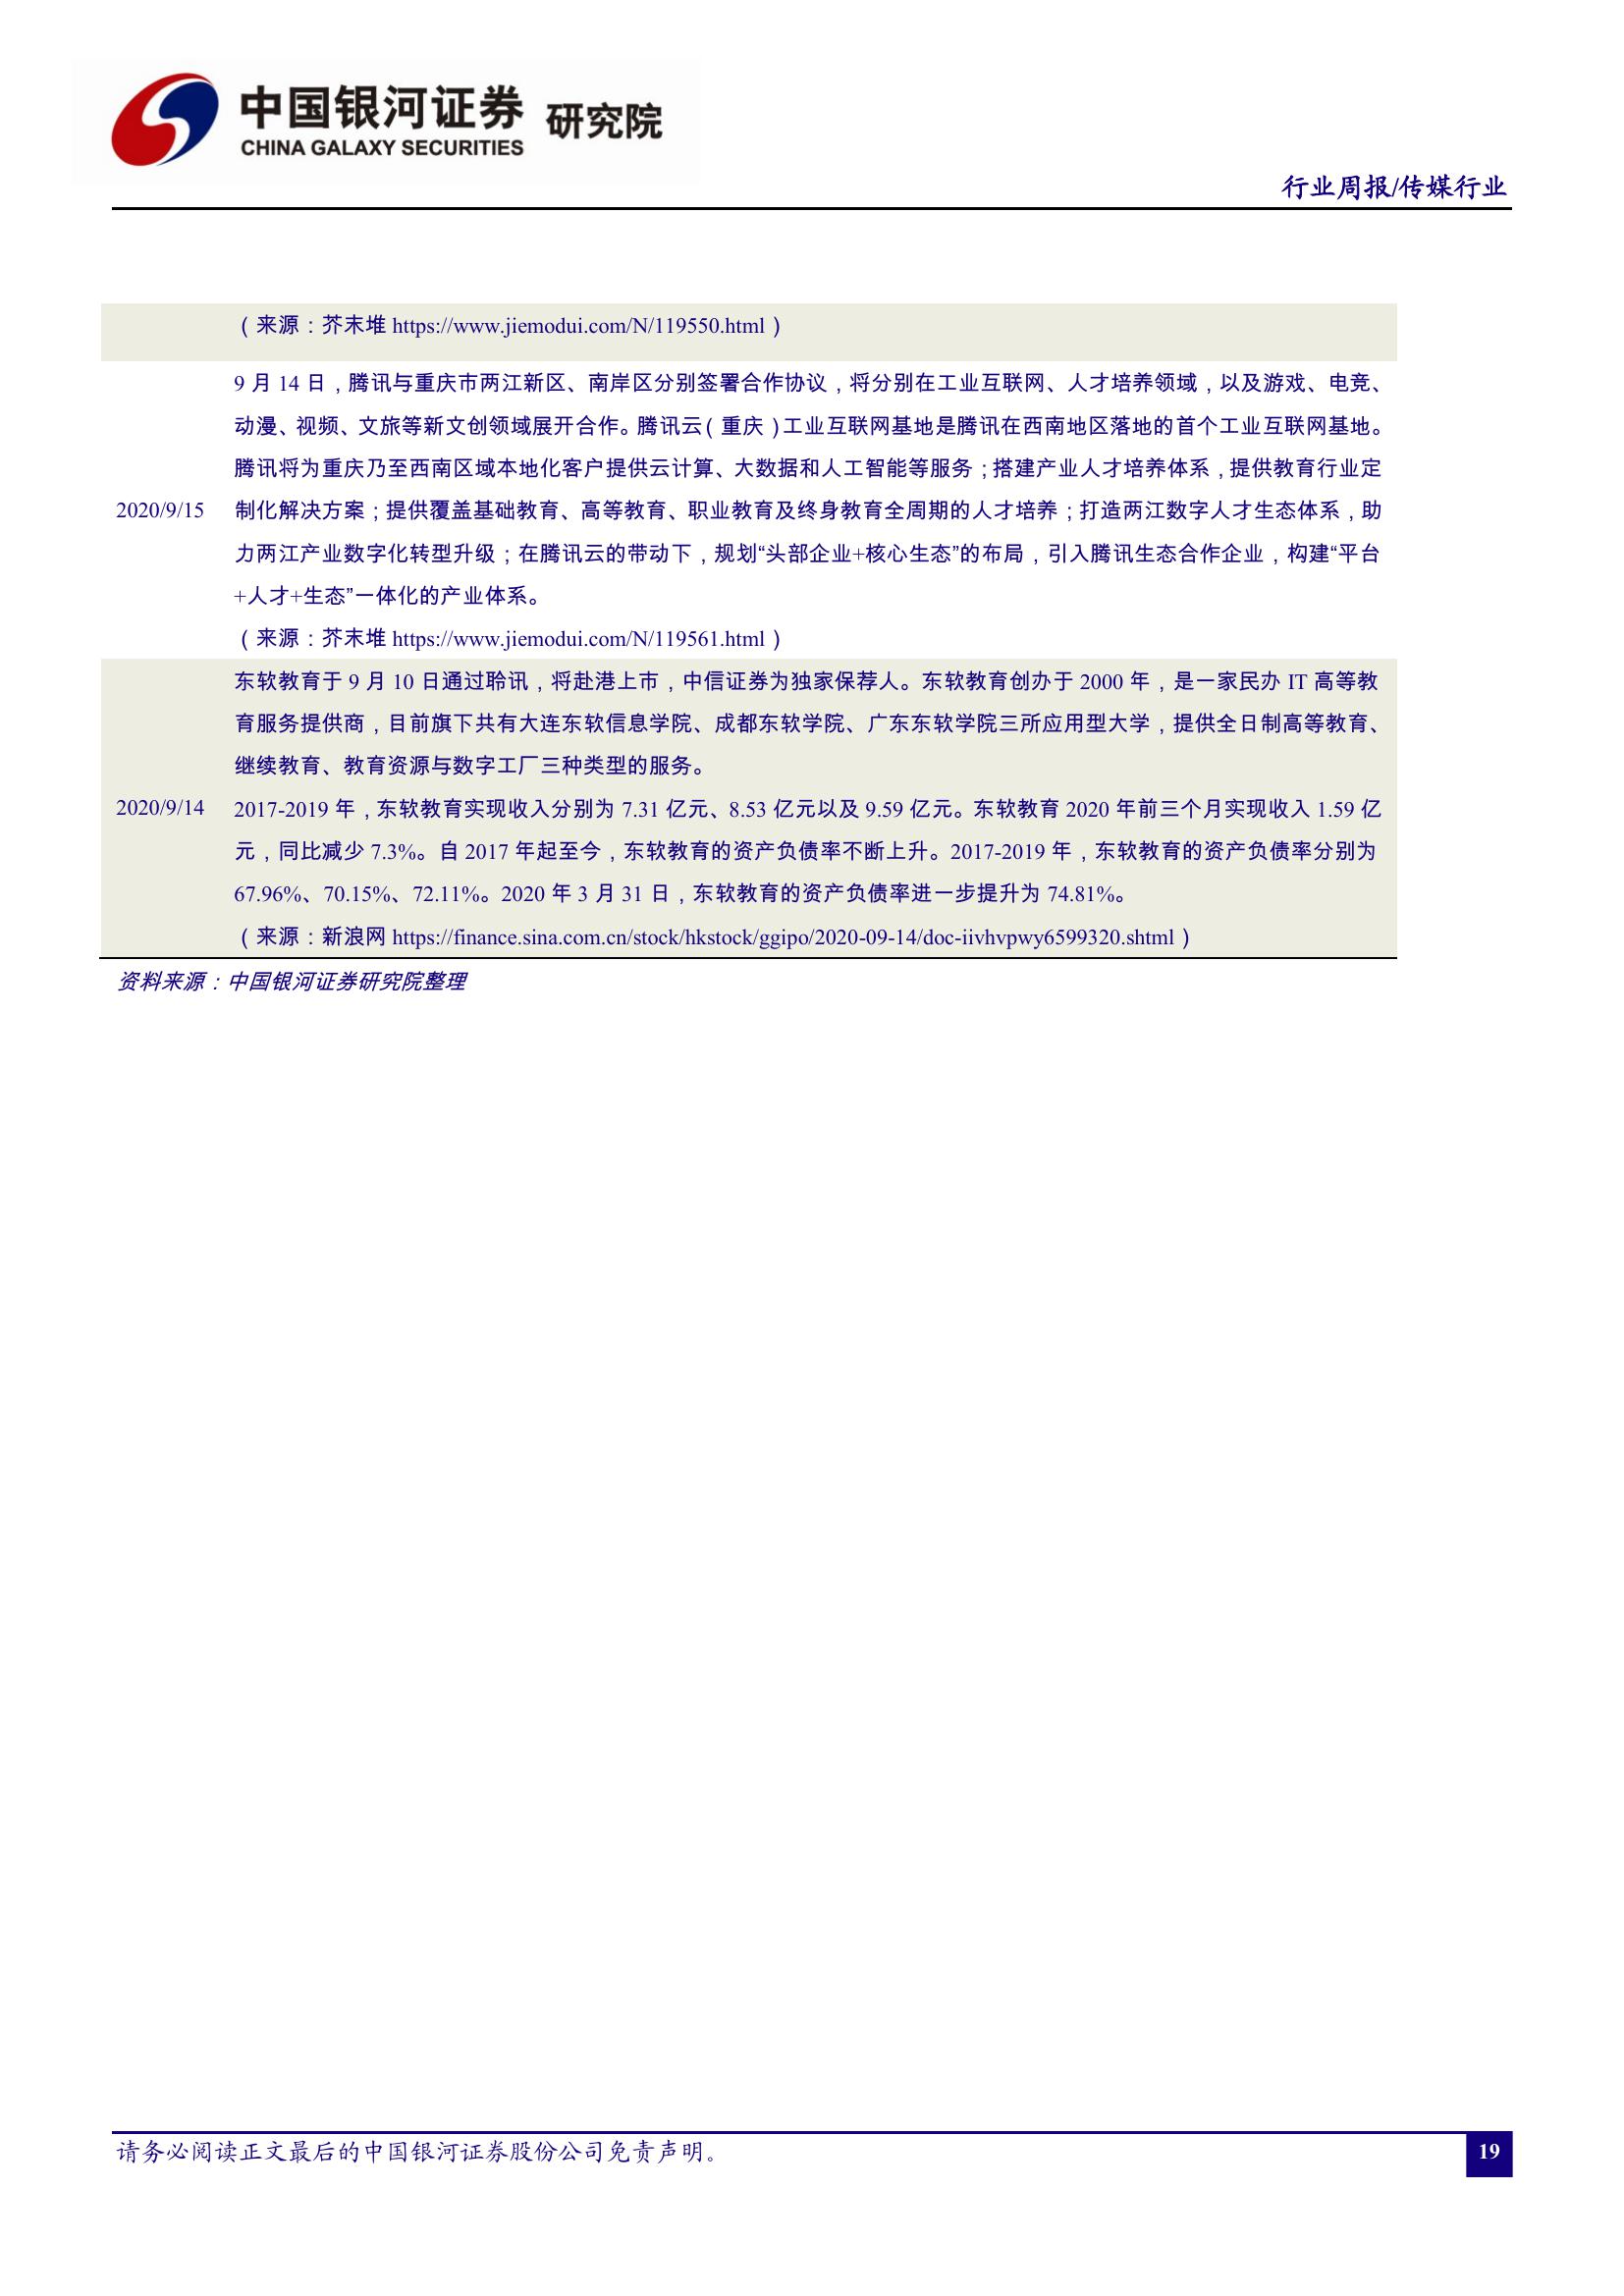 中国银河证券 研究院
CHINA GALAXY SECURITIES
行业周报/传媒行业
（来源：芥末堆 https://www.jiemodui.com/N/119550.html）
9 月 14 日，腾讯与重庆市两江新区、南岸区分别签署合作协议，将分别在工业互联网、人才培养领域，以及游戏、电竞、
动漫、视频、文旅等新文创领域展开合作。腾讯云（重庆）工业互联网基地是腾讯在西南地区落地的首个工业互联网基地。
腾讯将为重庆乃至西南区域本地化客户提供云计算、大数据和人工智能等服务；搭建产业人才培养体系，提供教育行业定
2020/9/15 制化解决方案；提供覆盖基础教育、高等教育、职业教育及终身教育全周期的人才培养；打造两江数字人才生态体系，助
力两江产业数字化转型升级；在腾讯云的带动下，规划“头部企业+核心生态”的布局，引入腾讯生态合作企业，构建“平台
+人才+生态”一体化的产业体系。
（来源：芥末堆 https://www.jiemodui.com/N/119561.html）
东软教育于 9 月 10 日通过聆讯，将赴港上市，中信证券为独家保荐人。东软教育创办于 2000 年，是一家民办 IT 高等教
育服务提供商，目前旗下共有大连东软信息学院、成都东软学院、广东东软学院三所应用型大学，提供全日制高等教育、
继续教育、教育资源与数字工厂三种类型的服务。
2020/9/14 2017-2019 年，东软教育实现收入分别为 7.31 亿元、8.53 亿元以及 9.59 亿元。东软教育 2020 年前三个月实现收入 1.59 亿
元，同比减少 7.3%。自 2017 年起至今，东软教育的资产负债率不断上升。2017-2019 年，东软教育的资产负债率分别为
67.96%、70.15%、72.11%。2020 年 3 月 31 日，东软教育的资产负债率进一步提升为 74.81%。
（来源：新浪网 https://finance.sina.com.cn/stock/hkstock/ggipo/2020-09-14/doc-iivhvpwy6599320.shtml）
资料来源：中国银河证券研究院整理
请务必阅读正文最后的中国银河证券股份公司免责声明。
19